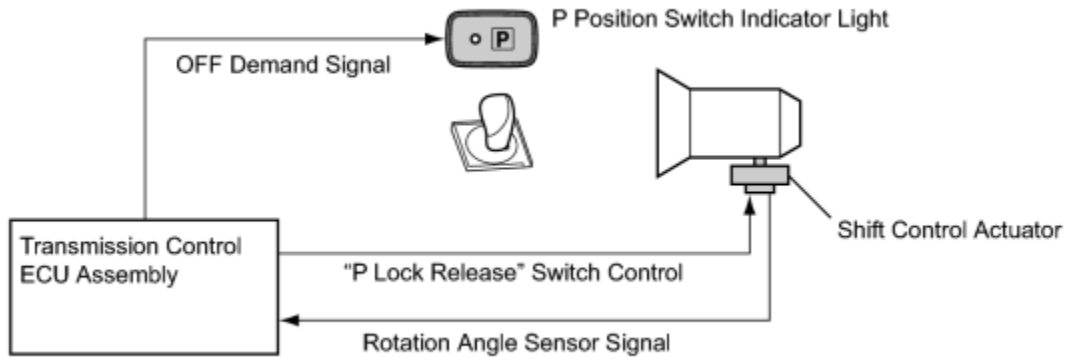 P Position Switch Indicator Light
P
OFF Demand Signal
Shift Control Actuator
Transmission Control
ECU Assembly
“P Lock Release” Switch Control
Rotation Angle Sensor Signal